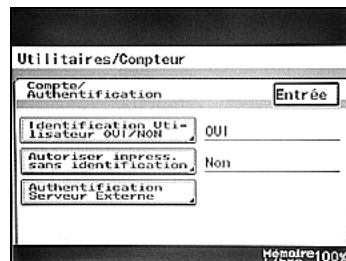 Utilitaires/Compteur
Compte/
Authentification
Entrée
Identification Uti-
lisateur OUI/NON
OUI
Autoriser impress.
sans identification
Non
Authentification
Serveur Externe
Mémoire 100%